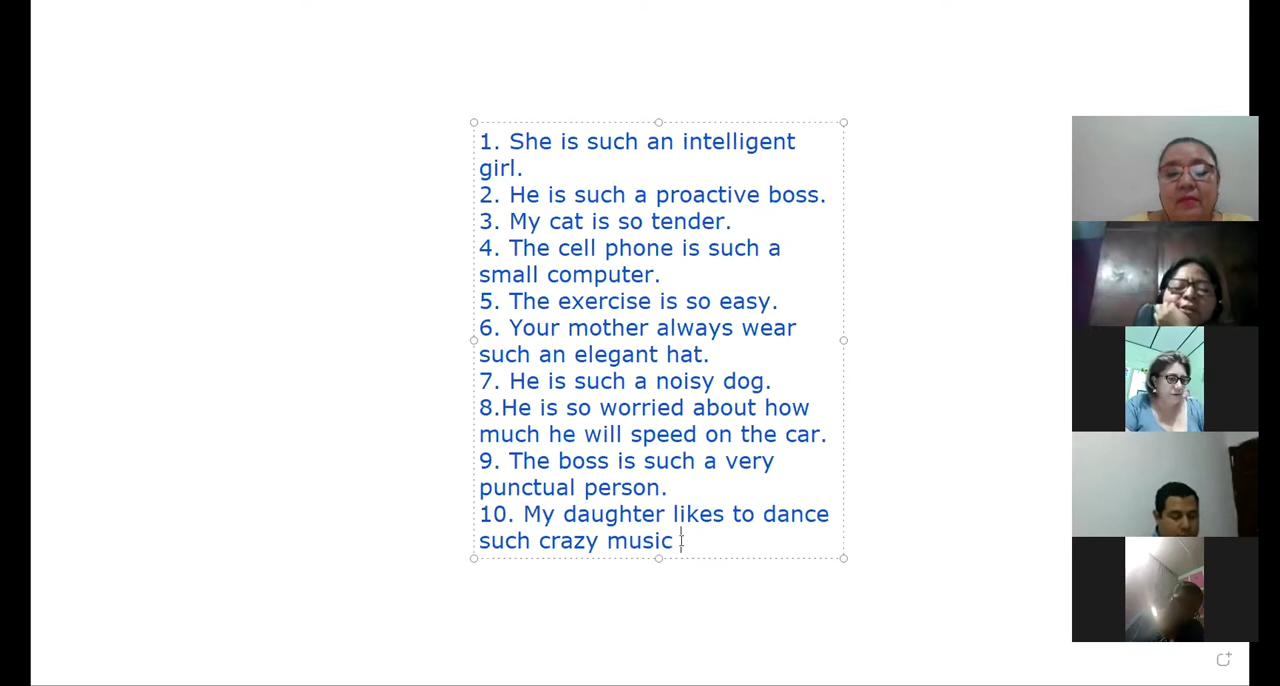 1. She is such an intelligent
girl.
2. He is such a proactive boss.
3. My cat is so tender.
4. The cell phone is such a
small computer.
5. The exercise is so easy.
6. Your mother always wear
such an elegant hat.
7. He is such a noisy dog.
8.He is so worried about how
much he will speed on the car.
9. The boss is such a very
punctual person.
10. My daughter likes to dance
such crazy music